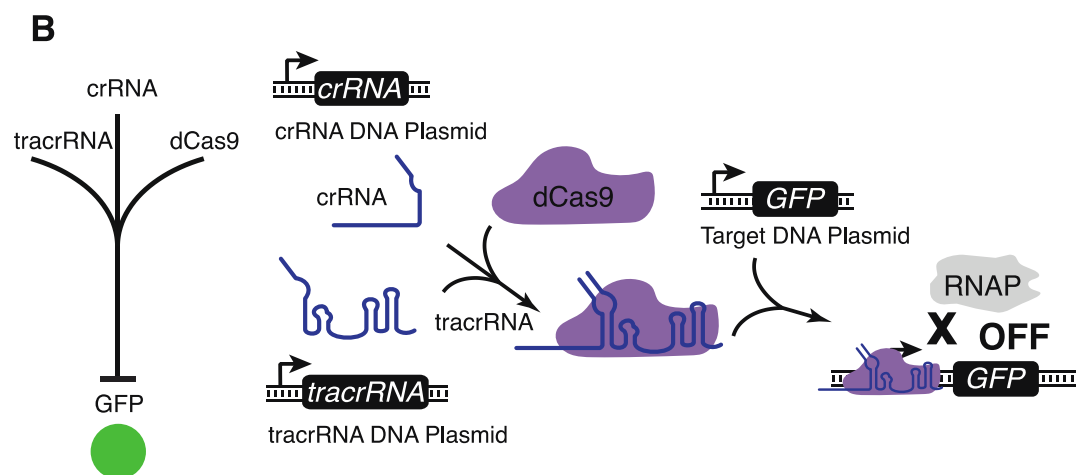 B
crRNA
tracrRNA
dCas9
GFP
crRNA
crRNA DNA Plasmid
crRNA
dCas9
tracrRNA
tracrRNA
tracrRNA DNA Plasmid
GFP
Target DNA Plasmid
RNAP
X
OFF
GFP